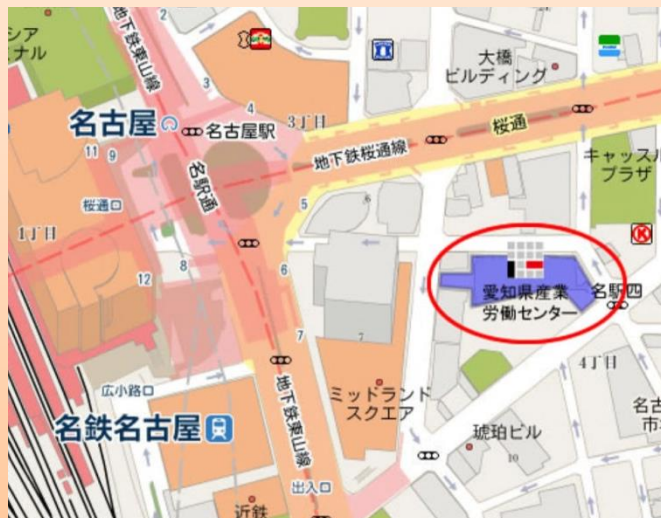 シア
ミナル
地下鉄東山線
大橋
ビルディング
3
4
3丁目
名古屋
名古屋駅
桜通
地下鉄桜通線
キャッスル
プラザ
11
9
名駅通
桜通口
1丁目
5
6
8
12
6
愛知県産業
労働センター
名駅四
7
7
4丁目
地下鉄東山線
ミッドランド
スクエア
広小路口
名鉄名古屋
琥珀ビル
10
名古
市
出入口
近鉄
2
K